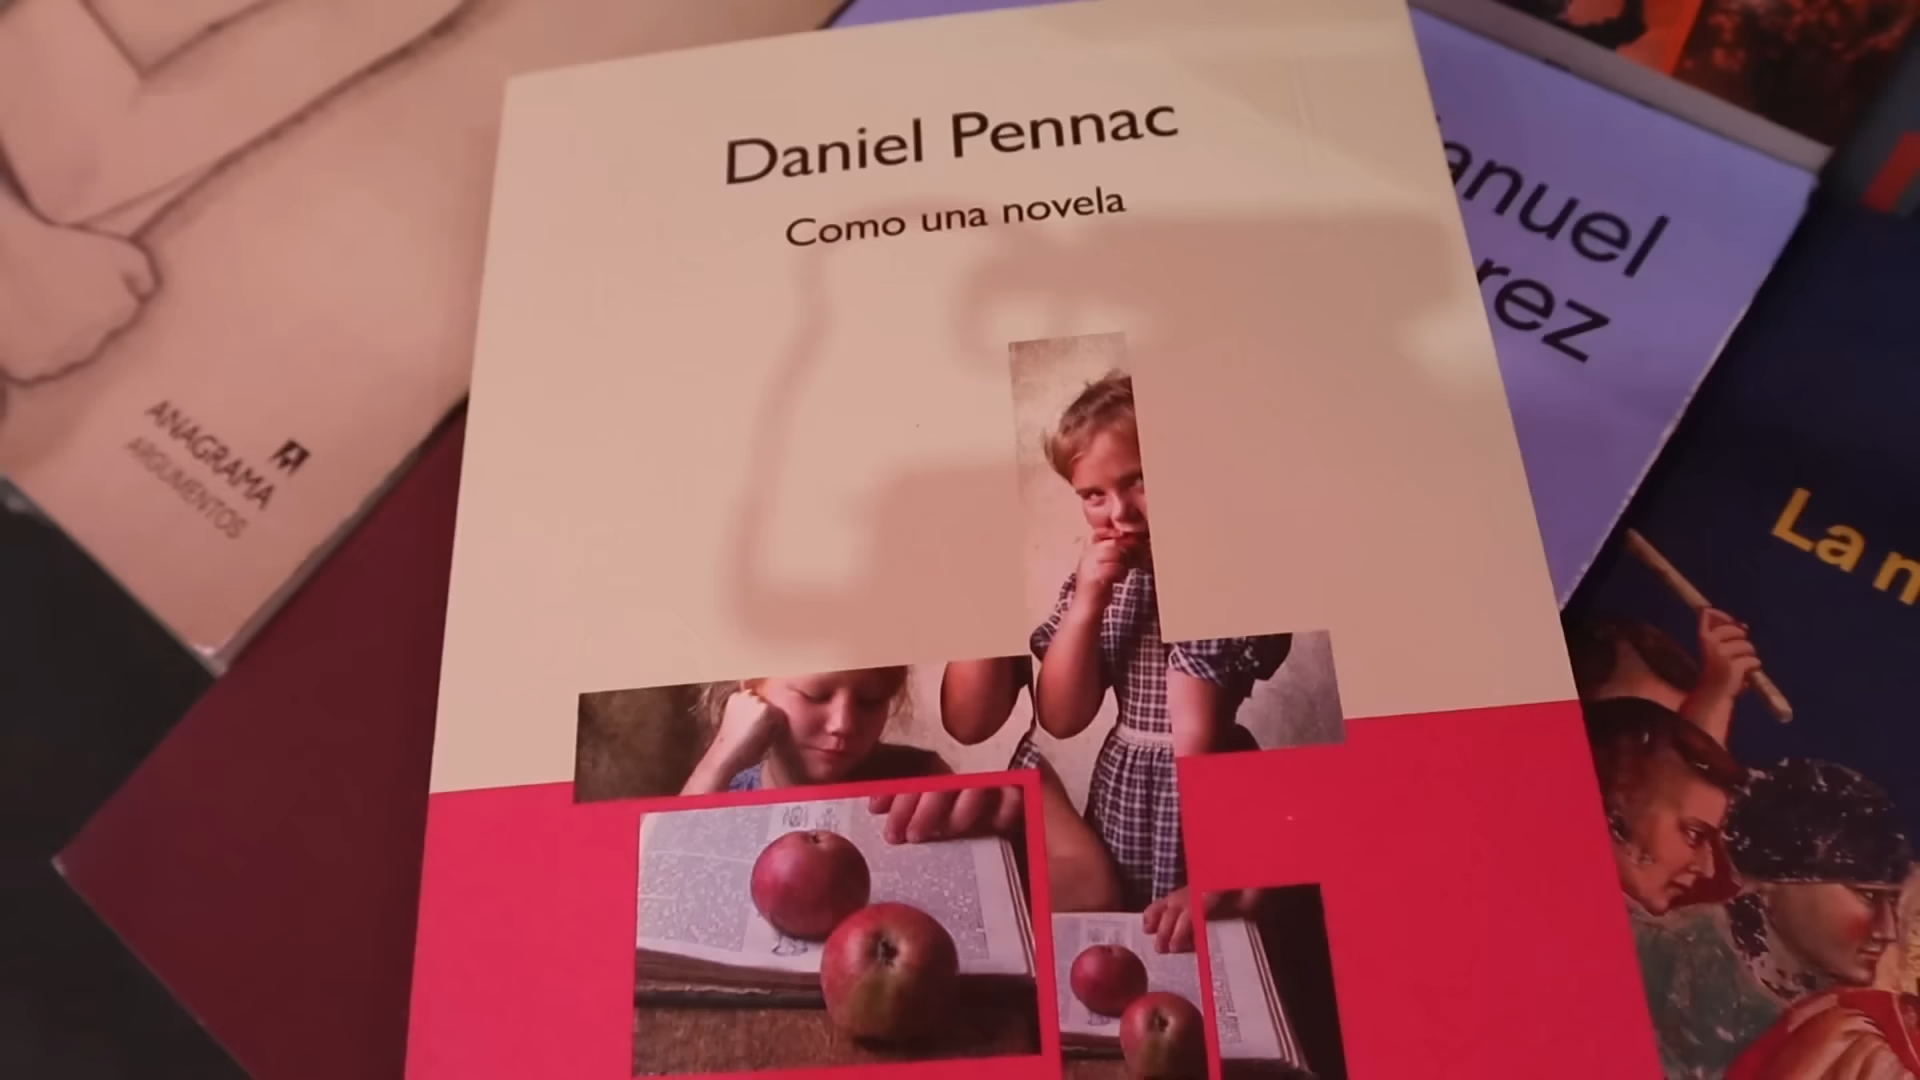 Daniel Pennac
Como una novela
anuel
rez
ANAGRAMA
ARGUMENTOS
La m